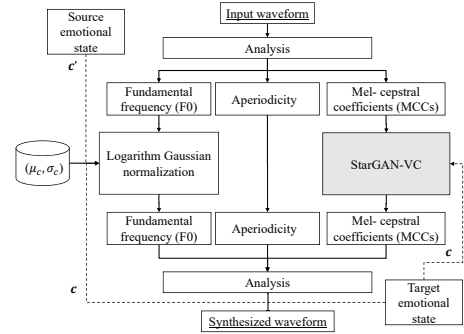 Source
emotional
state
Input waveform
Analysis
c'
Fundamental
frequency (F0)
Aperiodicity
Mel- cepstral
coefficients (MCCs)
(μc, σc)
Logarithm Gaussian
normalization
StarGAN-VC
Fundamental
frequency (F0)
Aperiodicity
Mel- cepstral
coefficients (MCCs)
c
Analysis
c
Target
emotional
state
Synthesized waveform